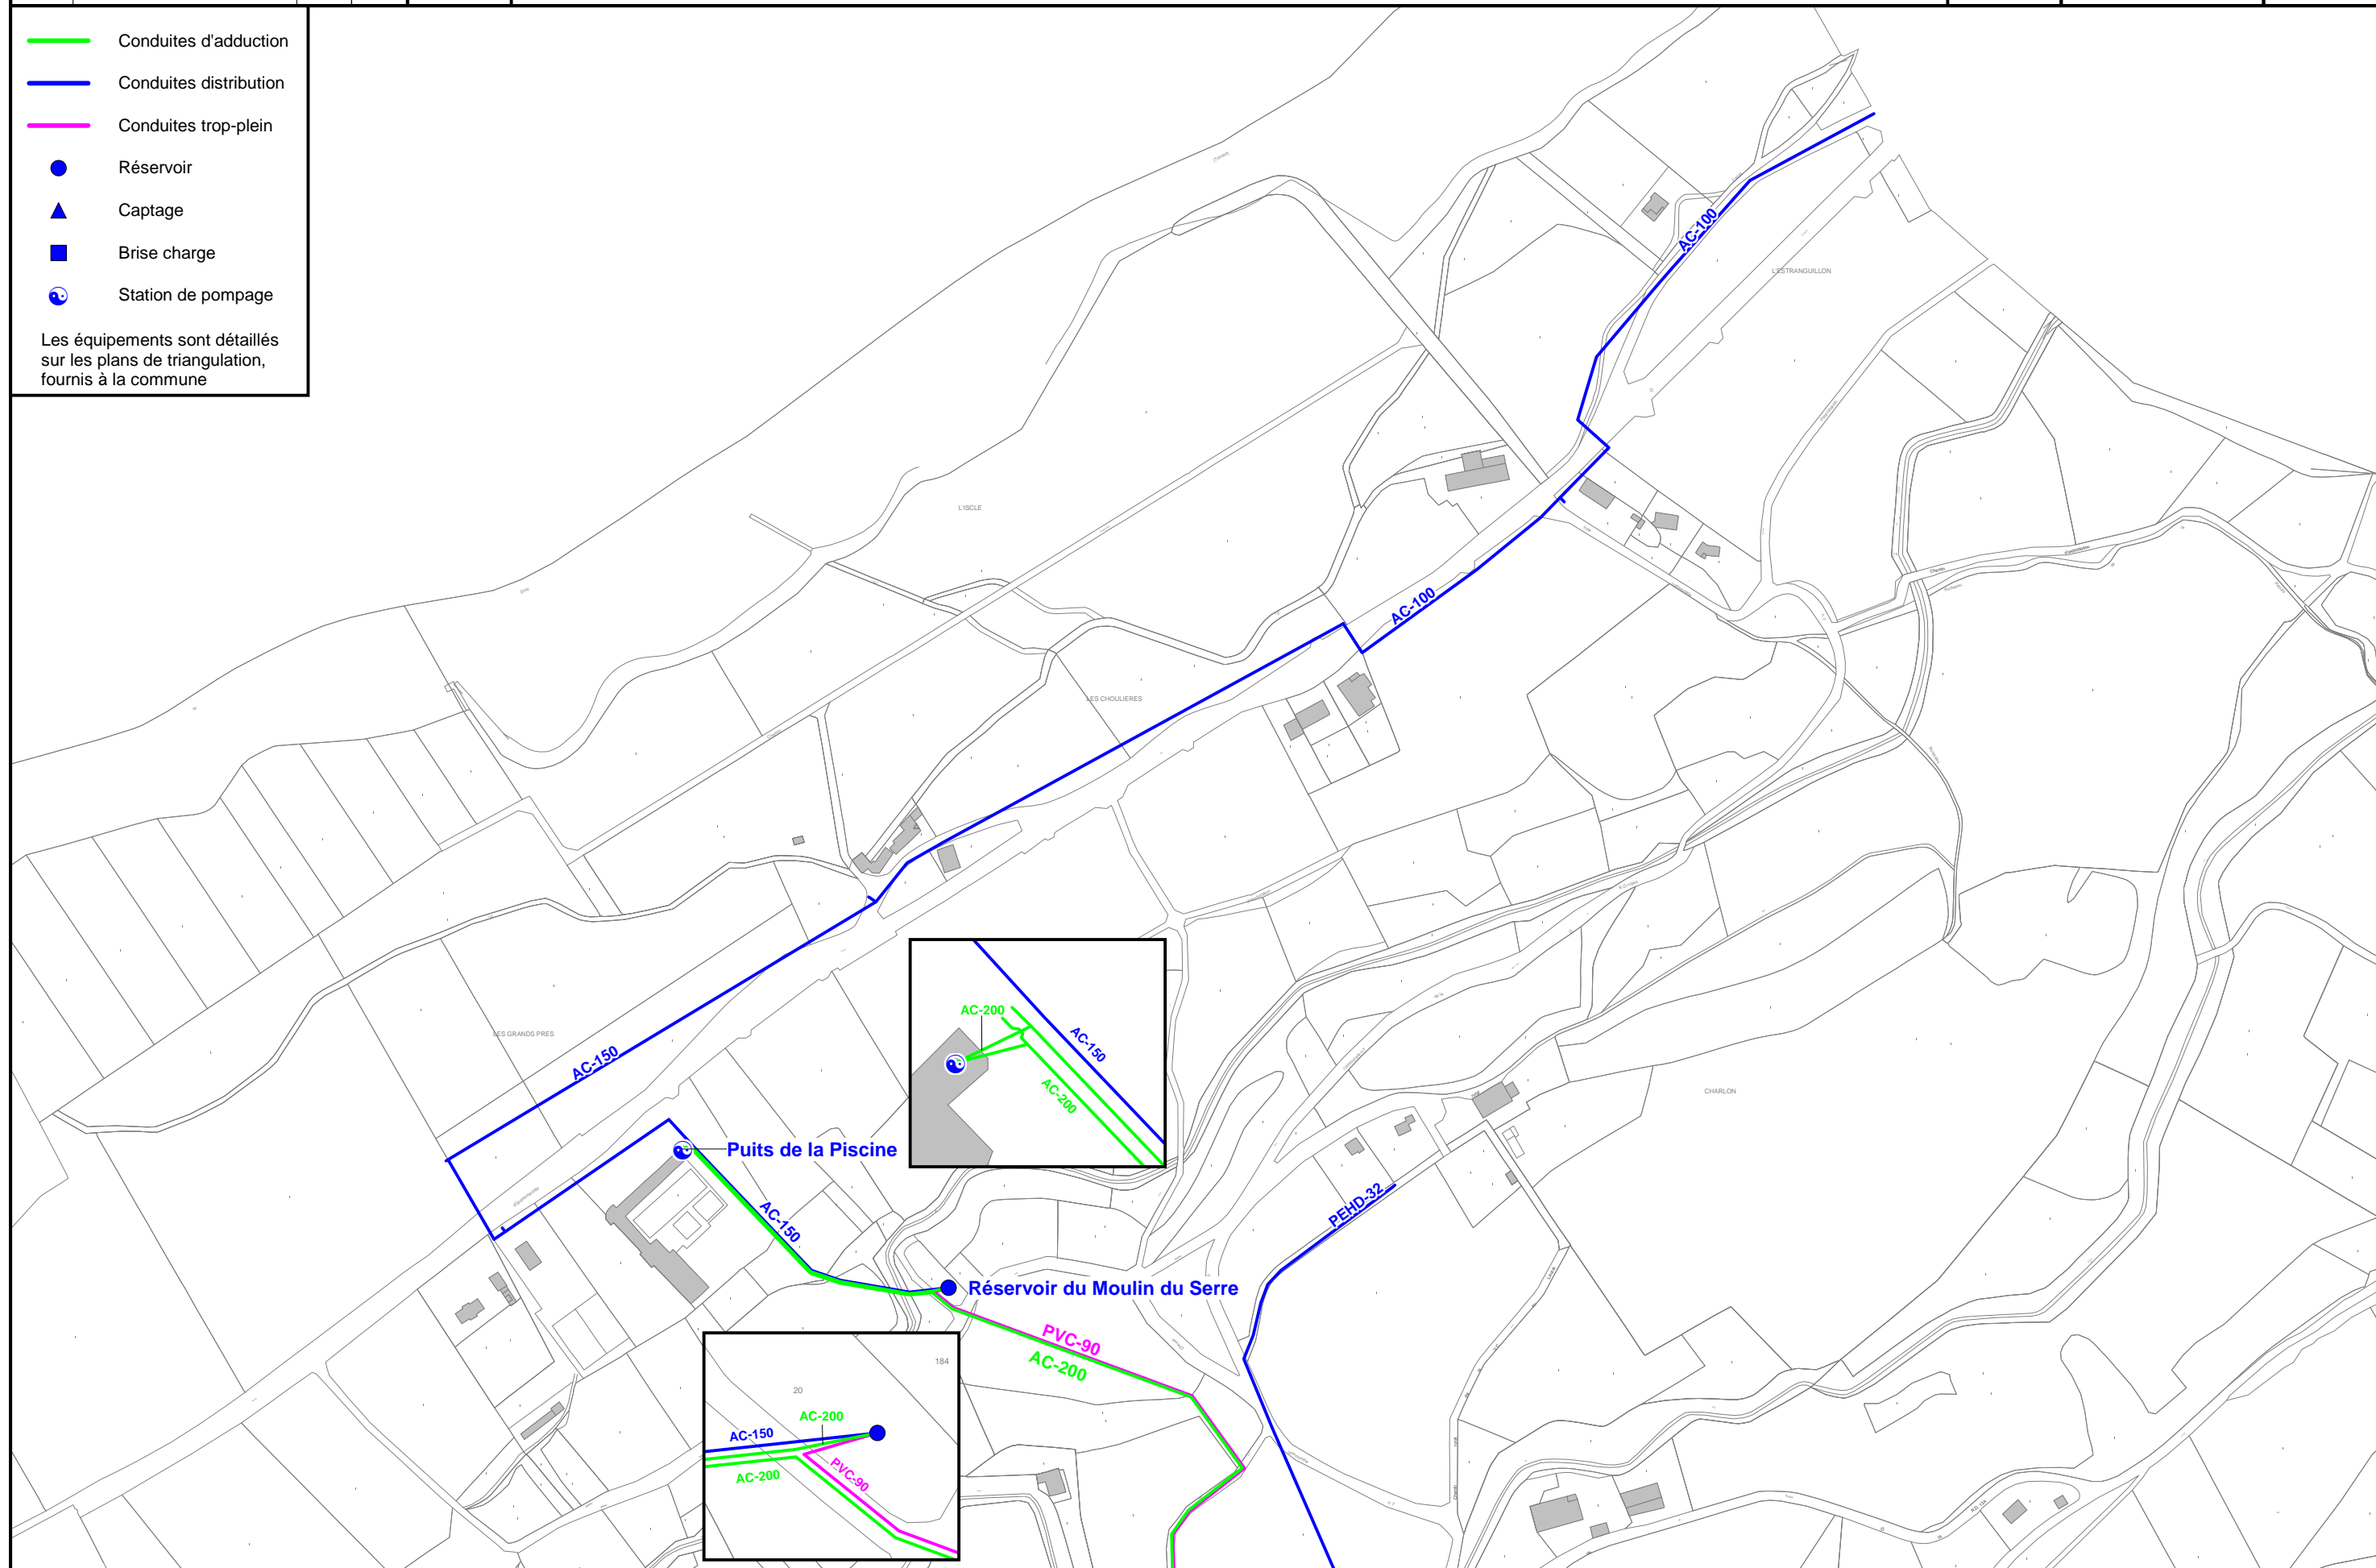 Conduites d'adduction
Conduites distribution
Conduites trop-plein
Réservoir
Captage
Brise charge
Station de pompage
Les équipements sont détaillés
sur les plans de triangulation,
fournis à la commune
AC-100
L'ESTRANGUILLON
L'ISCLE
AC-100
LES CHOULIERES
LES GRANDS PRES
AC-150
AC-200
AC-150
AC-200
CHARLON
Puits de la Piscine
AC-150
PEHD-32
Réservoir du Moulin du Serre
PVC-90
AC-200
184
20
AC-200
AC-150
AC-200
PVC-90